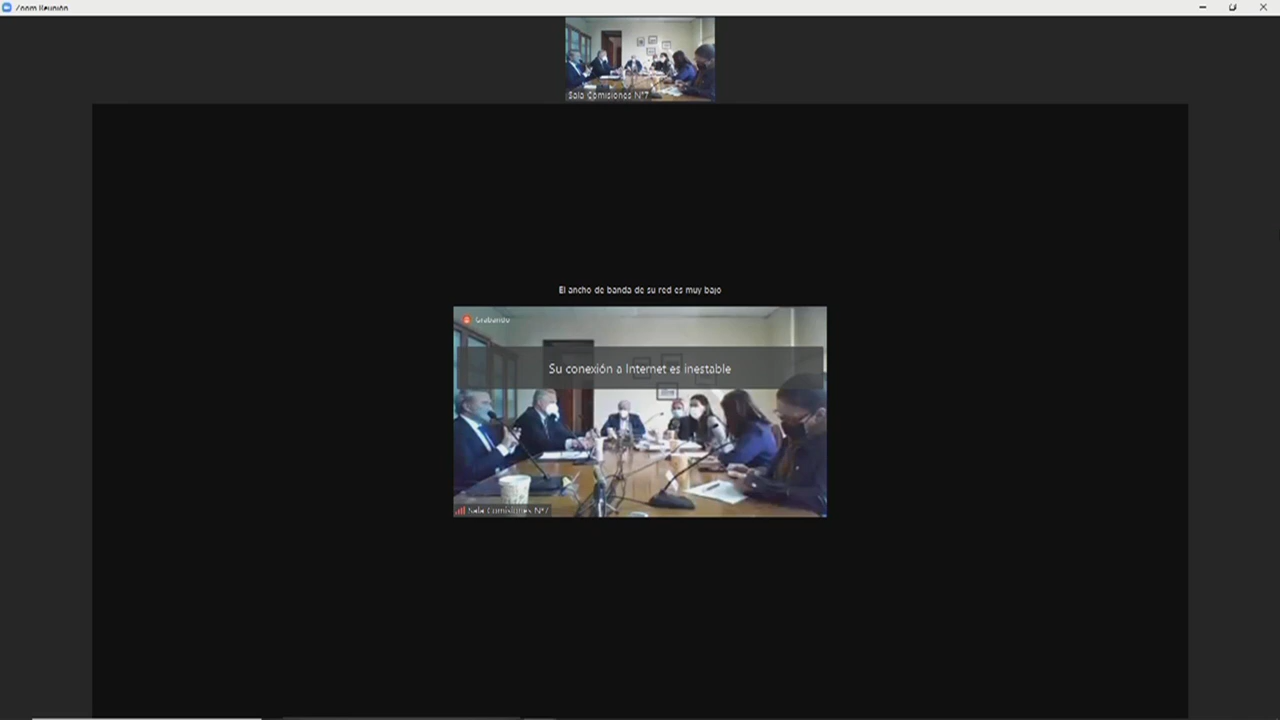 Zoom Reunión
Sala Comisiones N°7
El ancho de banda de su red es muy bajo
Grabando
Su conexión a Internet es inestable
Sala Comisiones N°7